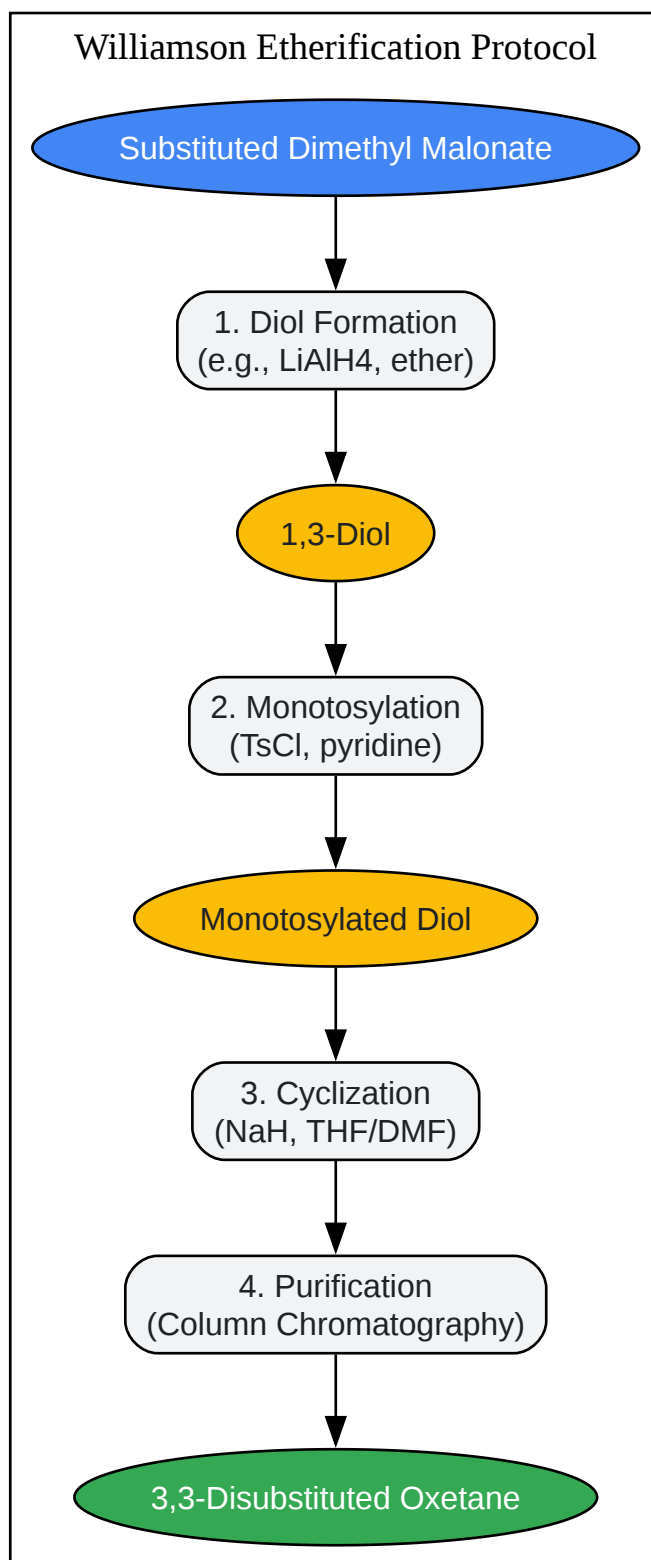 Williamson Etherification Protocol
Substituted Dimethyl Malonate
1. Diol Formation
(e.g., LiAlH4, ether)
1,3-Diol
2. Monotosylation
(TsCl, pyridine)
Monotosylated Diol
3. Cyclization
(NaH, THF/DMF)
4. Purification
(Column Chromatography)
3,3-Disubstituted Oxetane